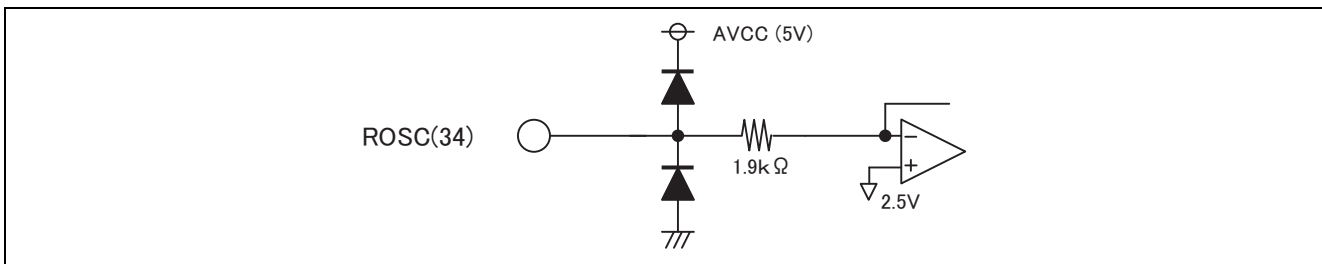 AVCC (5V)
ROSC(34)
1.9kΩ
−
+
2.5V